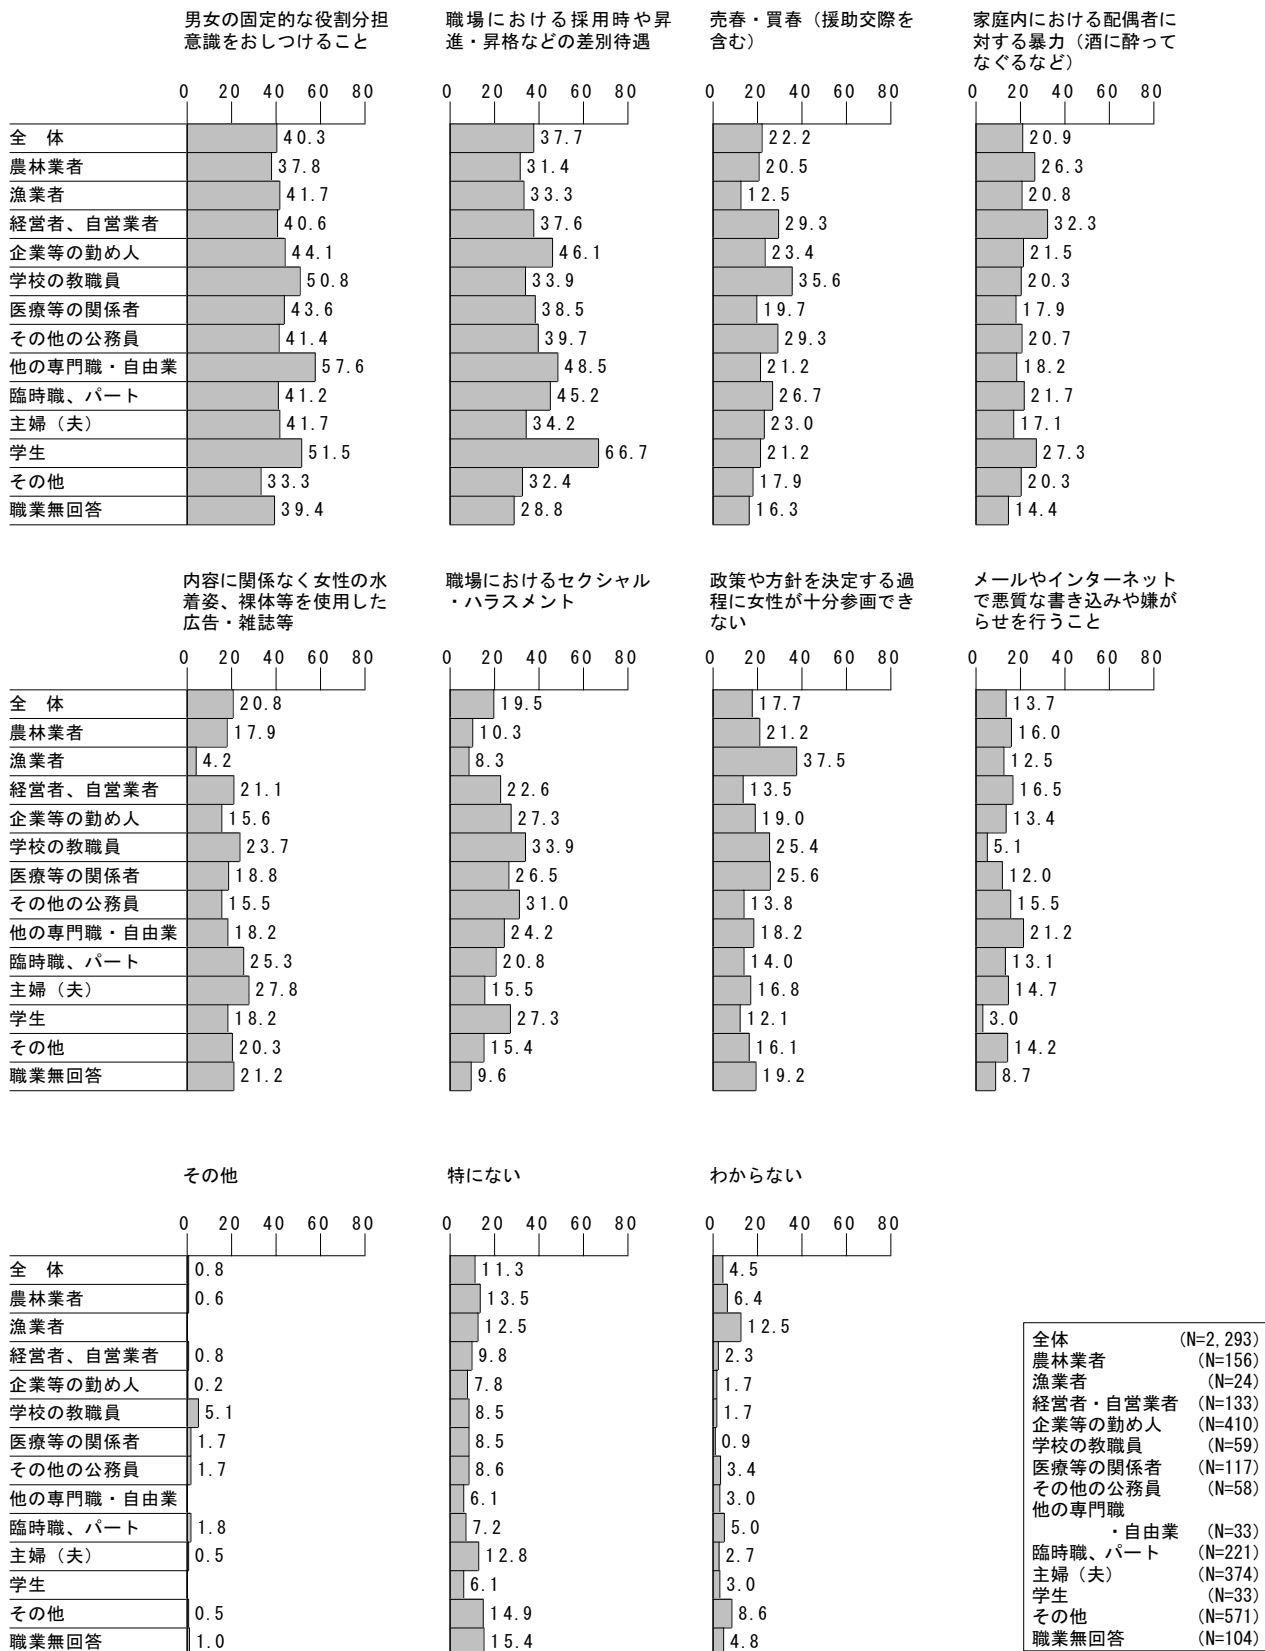 男女の固定的な役割分担
意識をおしつけること
職場における採用時や昇
進・昇格などの差別待遇
売春・買春（援助交際を
含む）
家庭内における配偶者に
対する暴力（酒に酔って
なぐるなど）
0 20 40 60 80 0 20 40 60 80 0 20 40 60 80 0 20 40 60 80
全　体 40.3 37.7 22.2 20.9
農林業者 37.8 31.4 20.5 26.3
漁業者 41.7 33.3 12.5 20.8
経営者、自営業者 40.6 37.6 29.3 32.3
企業等の勤め人 44.1 46.1 23.4 21.5
学校の教職員 50.8 33.9 35.6 20.3
医療等の関係者 43.6 38.5 19.7 17.9
その他の公務員 41.4 39.7 29.3 20.7
他の専門職・自由業 57.6 48.5 21.2 18.2
臨時職、パート 41.2 45.2 26.7 21.7
主婦（夫） 41.7 34.2 23.0 17.1
学生 51.5 66.7 21.2 27.3
その他 33.3 32.4 17.9 20.3
職業無回答 39.4 28.8 16.3 14.4
内容に関係なく女性の水
着姿、裸体等を使用した
広告・雑誌等
職場におけるセクシャル
・ハラスメント
政策や方針を決定する過
程に女性が十分参画でき
ない
メールやインターネット
で悪質な書き込みや嫌が
らせを行うこと
0 20 40 60 80 0 20 40 60 80 0 20 40 60 80 0 20 40 60 80
全　体 20.8 19.5 17.7 13.7
農林業者 17.9 10.3 21.2 16.0
漁業者 4.2 8.3 37.5 12.5
経営者、自営業者 21.1 22.6 13.5 16.5
企業等の勤め人 15.6 27.3 19.0 13.4
学校の教職員 23.7 33.9 25.4 5.1
医療等の関係者 18.8 26.5 25.6 12.0
その他の公務員 15.5 31.0 13.8 15.5
他の専門職・自由業 18.2 24.2 18.2 21.2
臨時職、パート 25.3 20.8 14.0 13.1
主婦（夫） 27.8 15.5 16.8 14.7
学生 18.2 27.3 12.1 3.0
その他 20.3 15.4 16.1 14.2
職業無回答 21.2 9.6 19.2 8.7
その他
特にない
わからない
0 20 40 60 80 0 20 40 60 80 0 20 40 60 80
全　体 0.8 11.3 4.5
農林業者 0.6 13.5 6.4
漁業者 12.5 12.5
経営者、自営業者 0.8 9.8 2.3
企業等の勤め人 0.2 7.8 1.7
学校の教職員 5.1 8.5 1.7
医療等の関係者 1.7 8.5 0.9
その他の公務員 1.7 8.6 3.4
他の専門職・自由業 6.1 3.0
臨時職、パート 1.8 7.2 5.0
主婦（夫） 0.5 12.8 2.7
学生 6.1 3.0
その他 0.5 14.9 8.6
職業無回答 1.0 15.4 4.8
全体 (N=2,293)
農林業者 (N=156)
漁業者 (N=24)
経営者・自営業者 (N=133)
企業等の勤め人 (N=410)
学校の教職員 (N=59)
医療等の関係者 (N=117)
その他の公務員 (N=58)
他の専門職
・自由業 (N=33)
臨時職、パート (N=221)
主婦（夫） (N=374)
学生 (N=33)
その他 (N=571)
職業無回答 (N=104)